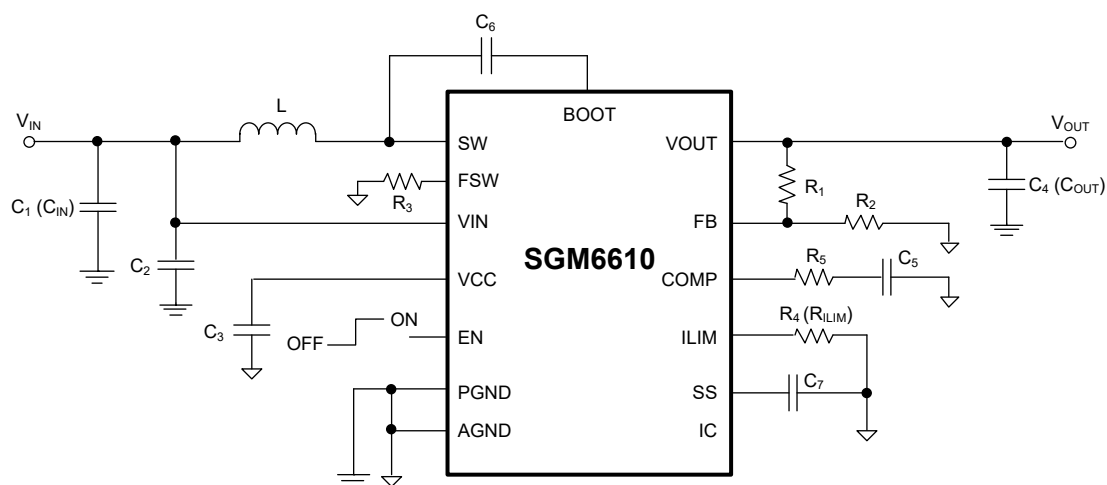 C6
L
VIN
BOOT
VOUT
SW
VOUT
FSW
R3
R1
C1 (CIN)
C4 (COUT)
R2
VIN
FB
SGM6610
C2
R5
C5
VCC
COMP
R4 (RILIM)
C3
ON
OFF
EN
ILIM
C7
PGND
SS
AGND
IC